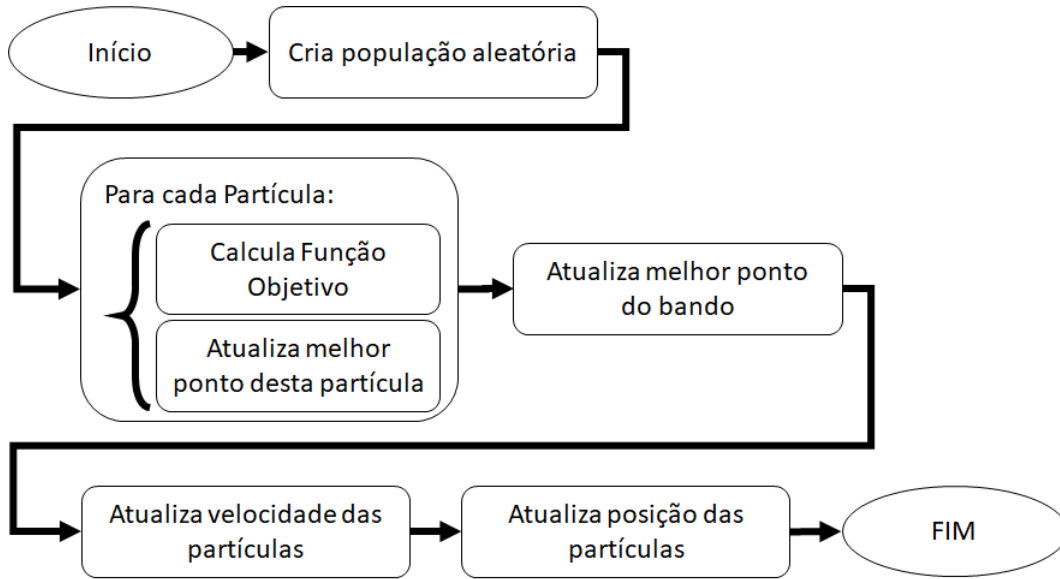 Início
Cria população aleatória
Para cada Partícula:
Calcula Função
Objetivo
Atualiza melhor
ponto desta partícula
Atualiza melhor ponto
do bando
Atualiza velocidade das
partículas
Atualiza posição das
partículas
FIM